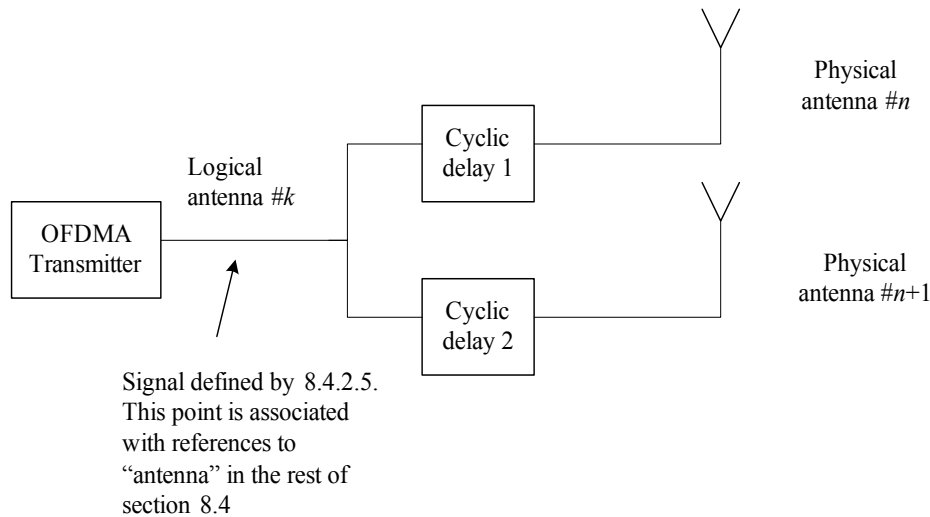 Physical
antenna #n
Cyclic
delay 1
Logical
antenna #k
OFDMA
Transmitter
Physical
antenna #n+1
Cyclic
delay 2
Signal defined by 8.4.2.5.
This point is associated
with references to
“antenna” in the rest of
section 8.4